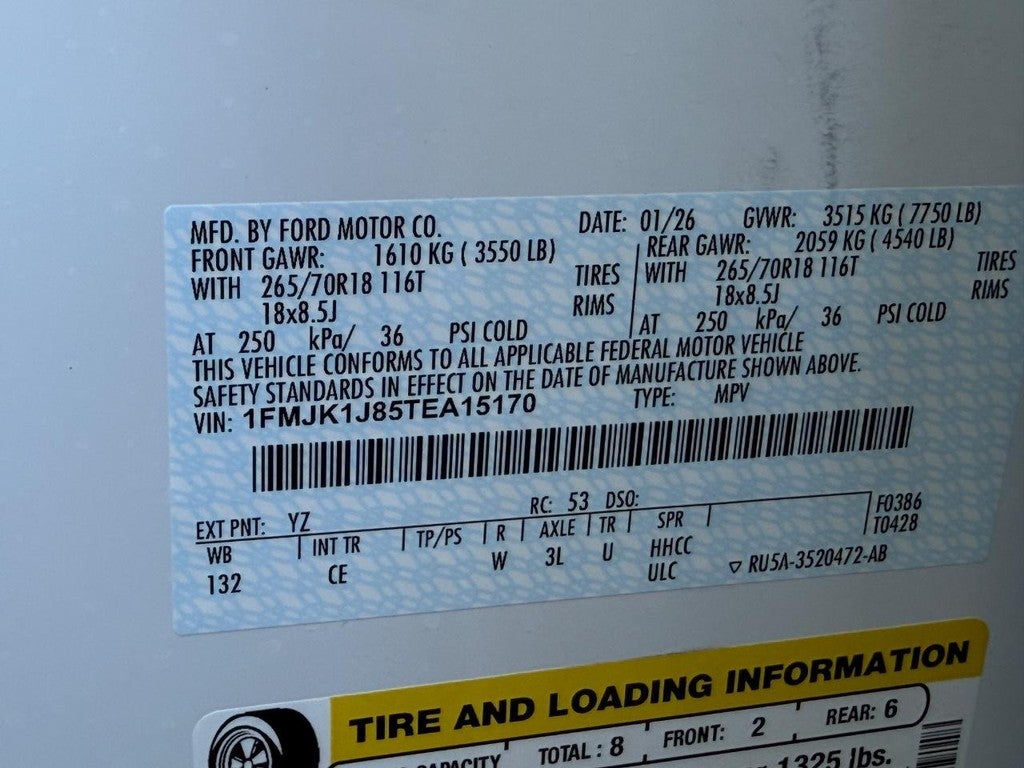 MFD. BY FORD MOTOR CO. DATE: 01/26 GVWR: 3515 KG ( 7750 LB)
FRONT GAWR: 1610 KG ( 3550 LB) REAR GAWR: 2059 KG ( 4540 LB)
WITH 265/70R18 116T TIRES WITH 265/70R18 116T TIRES
18x8.5J RIMS 18x8.5J RIMS
AT 250 kPa/ 36 PSI COLD AT 250 kPa/ 36 PSI COLD
THIS VEHICLE CONFORMS TO ALL APPLICABLE FEDERAL MOTOR VEHICLE
SAFETY STANDARDS IN EFFECT ON THE DATE OF MANUFACTURE SHOWN ABOVE.
VIN: 1FMJK1J85TEA15170 TYPE: MPV
EXT PNT: YZ RC: 53 DSO: F0386
WB INT TR TP/PS R AXLE TR SPR T0428
132 CE W 3L U HHCC
ULC ▽ RU5A-3520472-AB
TIRE AND LOADING INFORMATION
TOTAL : 8 FRONT: 2 REAR: 6
1325 lbs.